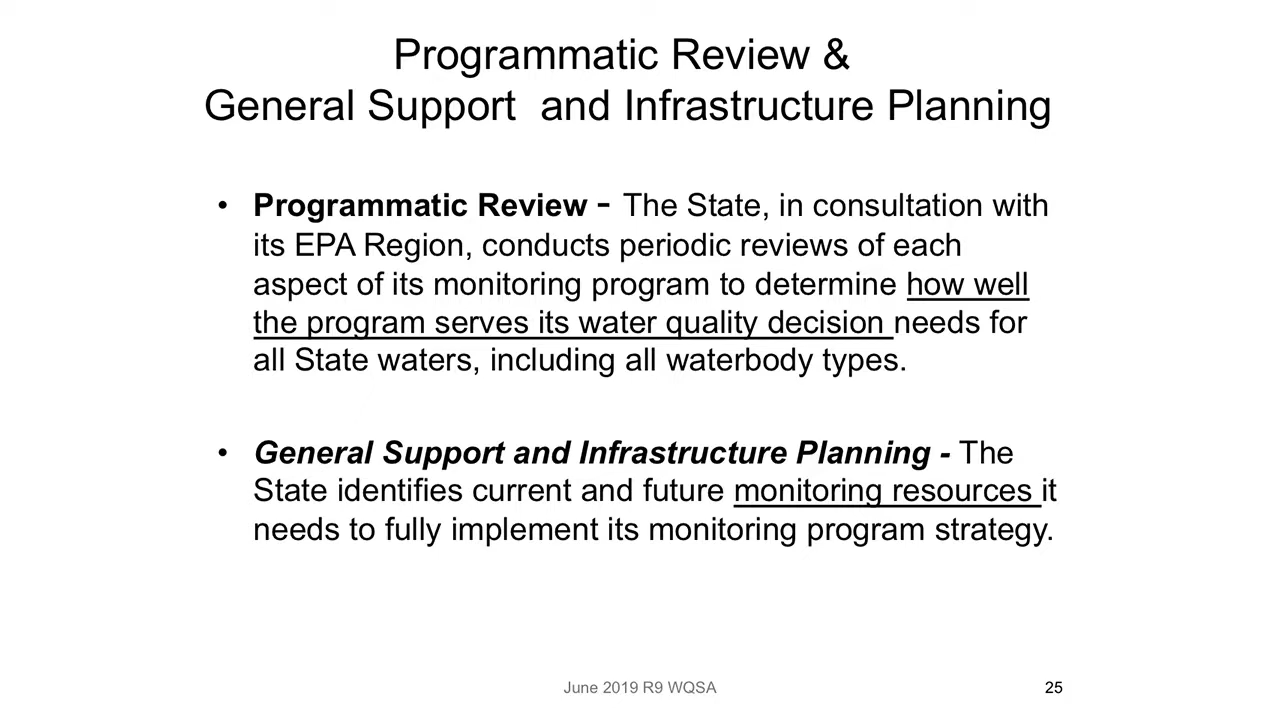 Programmatic Review &
General Support  and Infrastructure Planning
• Programmatic Review - The State, in consultation with
its EPA Region, conducts periodic reviews of each
aspect of its monitoring program to determine how well
the program serves its water quality decision needs for
all State waters, including all waterbody types.
• General Support and Infrastructure Planning - The
State identifies current and future monitoring resources it
needs to fully implement its monitoring program strategy.
June 2019 R9 WQSA
25